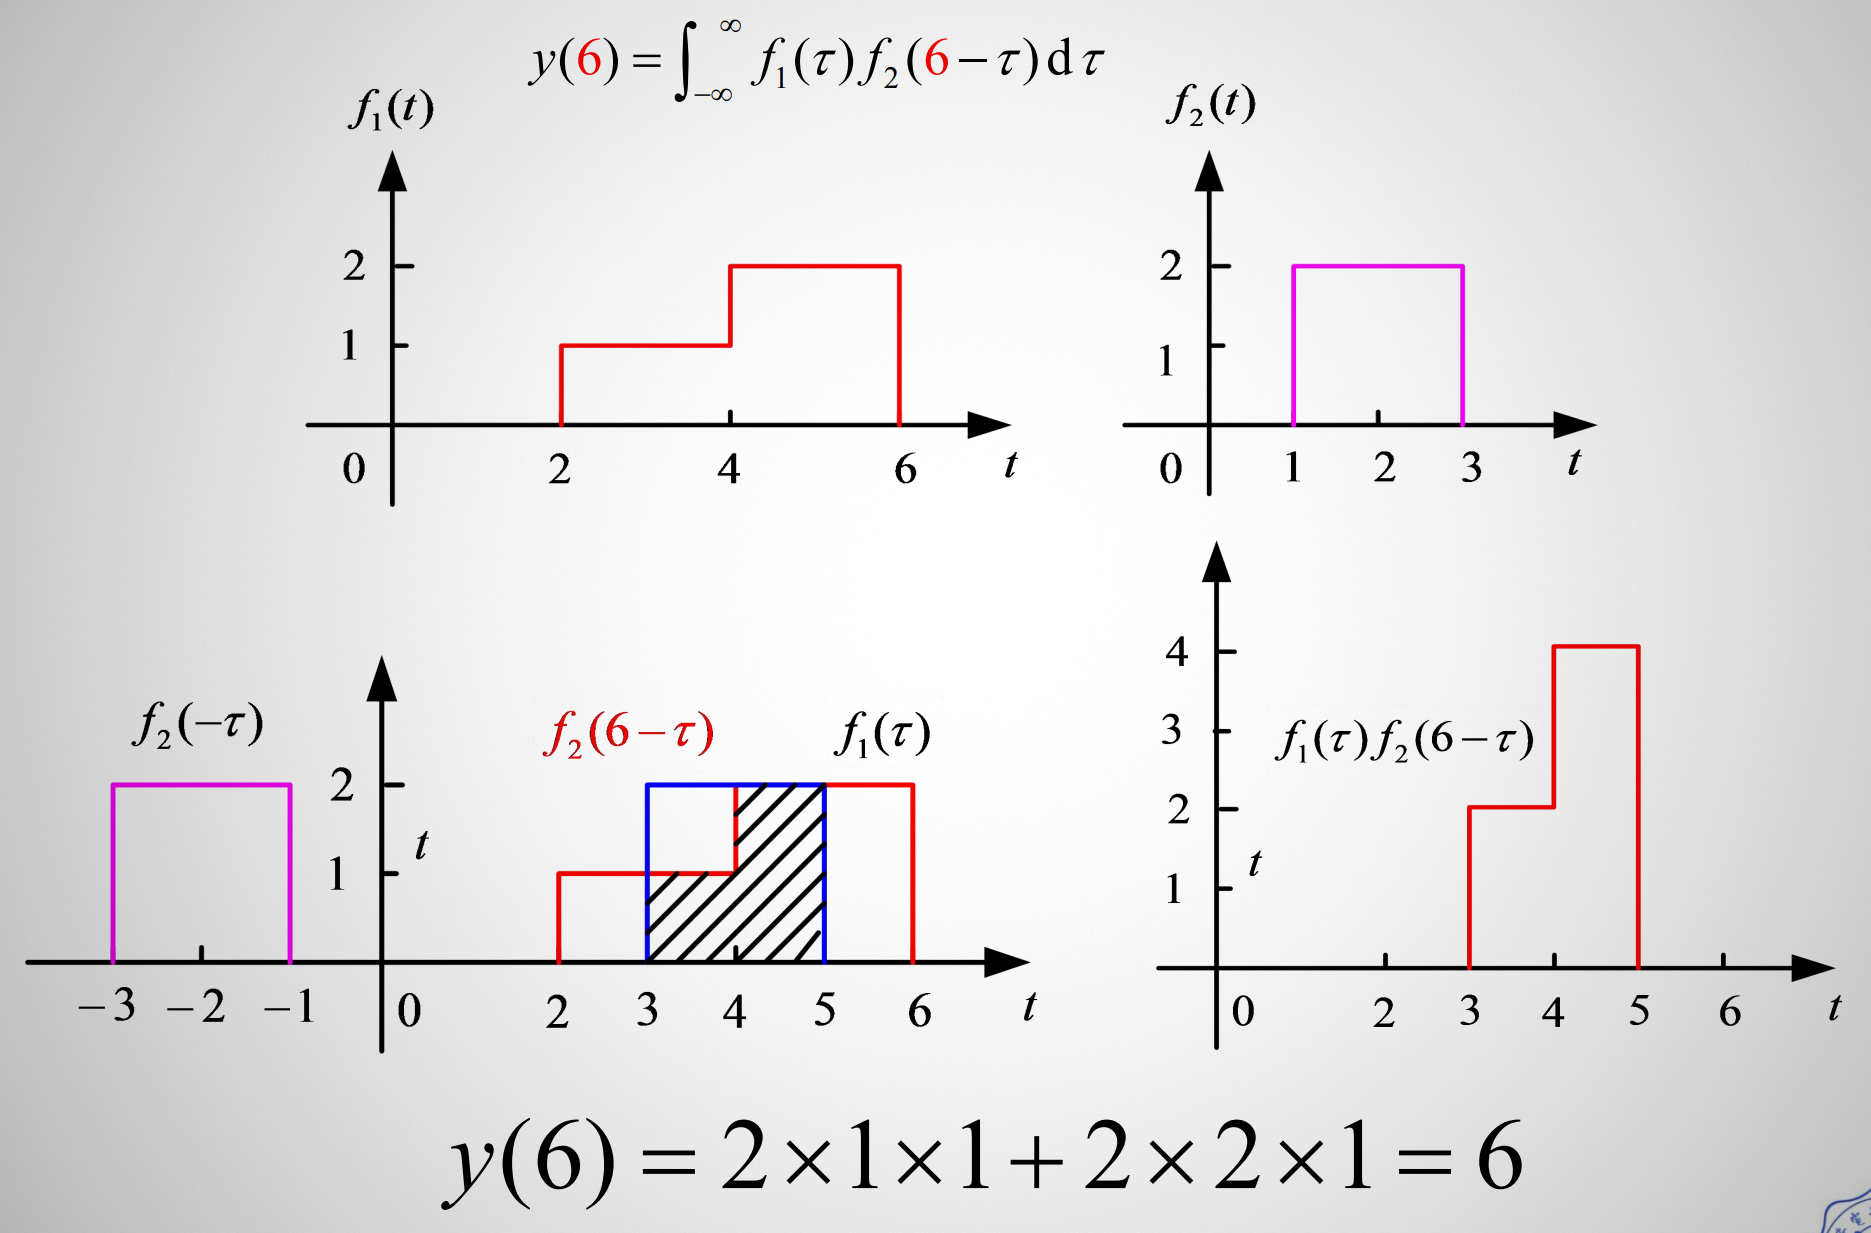 y(6) = ∫_{-∞}^{∞} f₁(τ) f₂(6−τ) dτ
f₁(t)
2
1
0 2 4 6 t
f₂(t)
2
1
0 1 2 3 t
f₂(−τ) f₂(6−τ) f₁(τ)
2
t
1
−3 −2 −1 0 2 3 4 5 6 t
4
3 f₁(τ) f₂(6−τ)
2
t
1
0 2 3 4 5 6 t
y(6) = 2×1×1+2×2×1 = 6